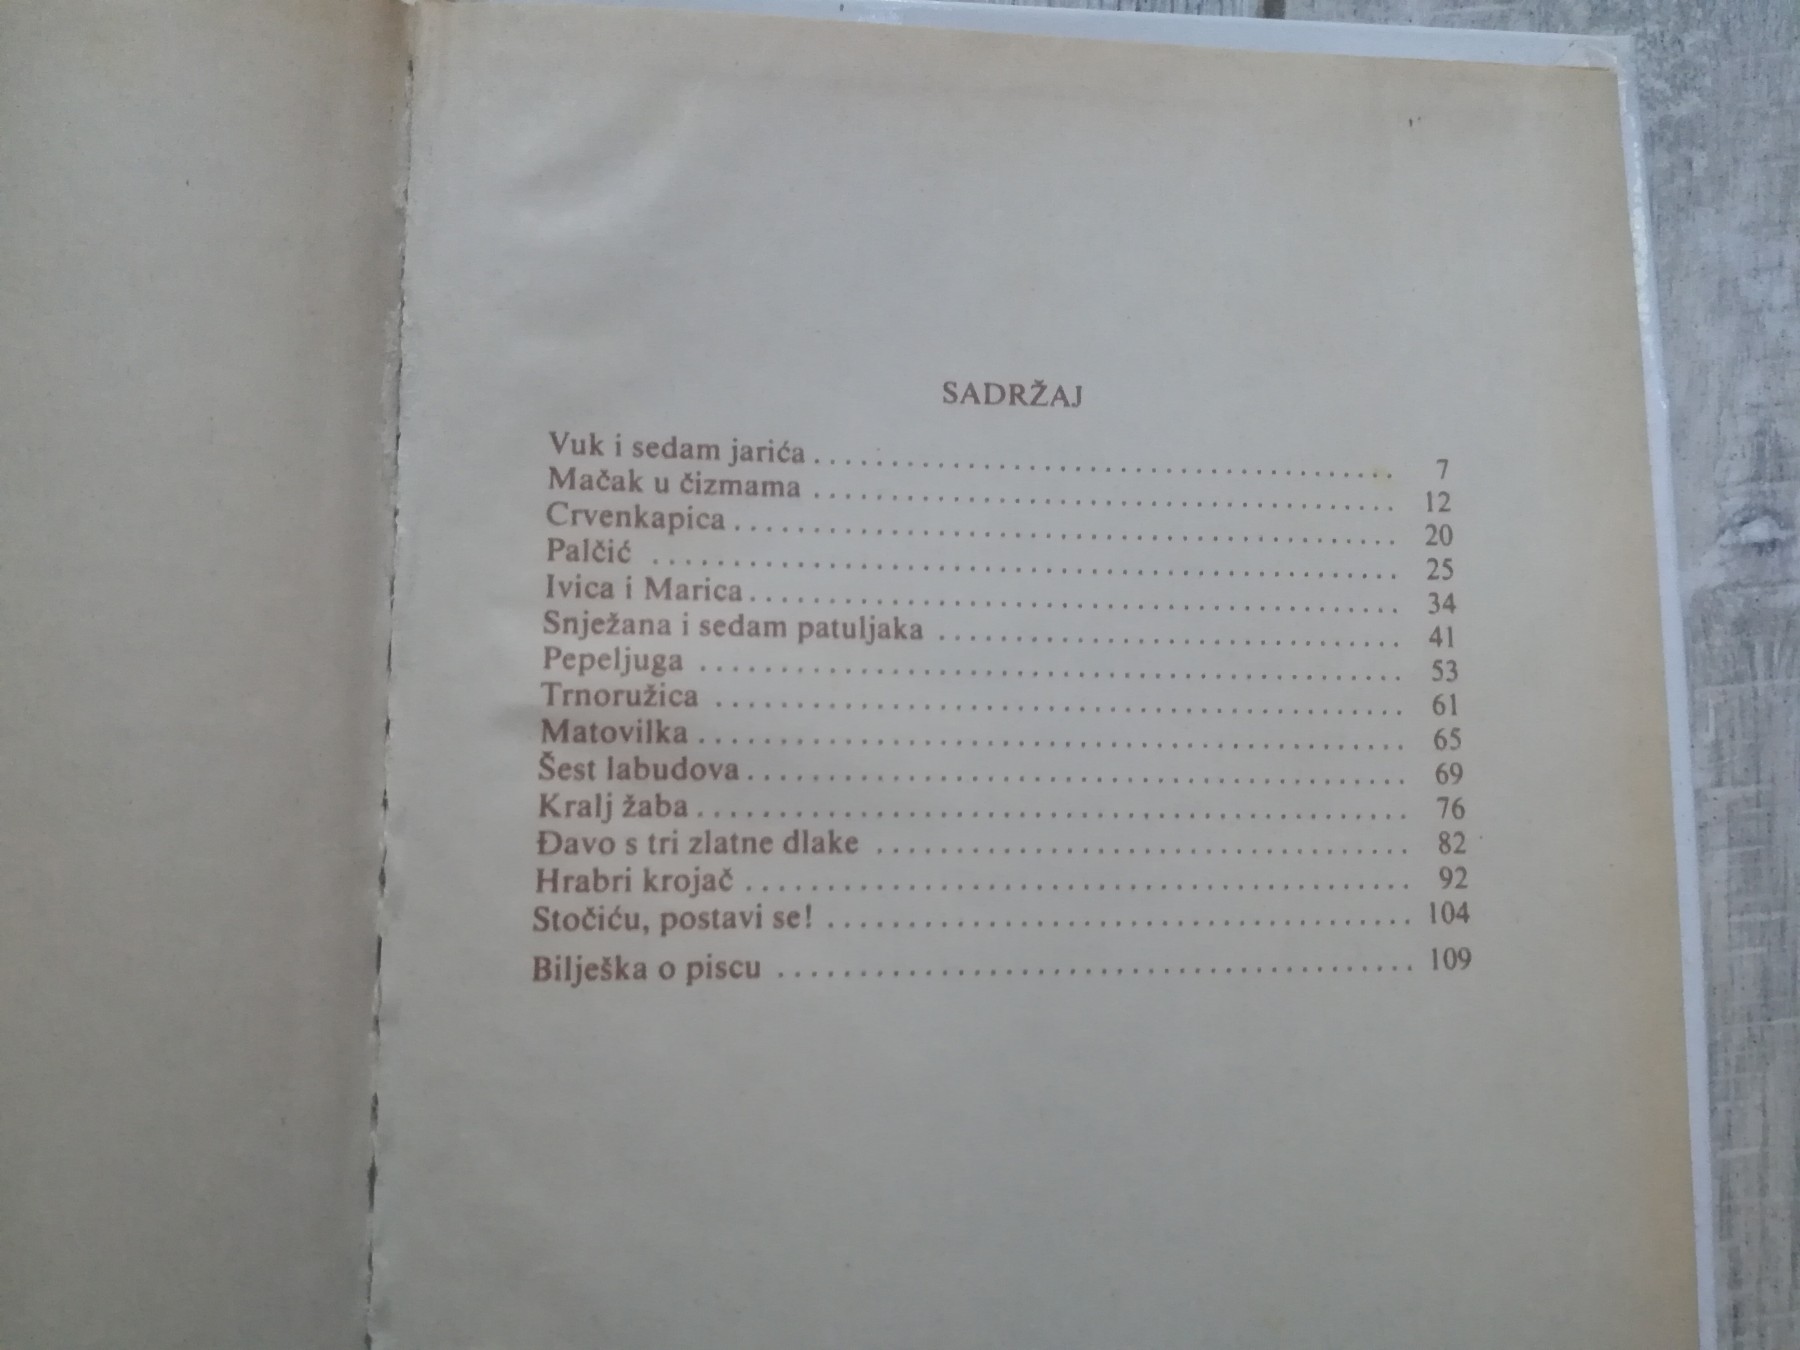 SADRŽAJ
Vuk i sedam jarića . . . . . . . . . . . . . . . . . . . . . . . . . . . . . . . . . . . . 7
Mačak u čizmama . . . . . . . . . . . . . . . . . . . . . . . . . . . . . . . . . . . . 12
Crvenkapica . . . . . . . . . . . . . . . . . . . . . . . . . . . . . . . . . . . . . . . . 20
Palčić . . . . . . . . . . . . . . . . . . . . . . . . . . . . . . . . . . . . . . . . . . . . . 25
Ivica i Marica . . . . . . . . . . . . . . . . . . . . . . . . . . . . . . . . . . . . . . . 34
Snježana i sedam patuljaka . . . . . . . . . . . . . . . . . . . . . . . . . . . . 41
Pepeljuga . . . . . . . . . . . . . . . . . . . . . . . . . . . . . . . . . . . . . . . . . . 53
Trnoružica . . . . . . . . . . . . . . . . . . . . . . . . . . . . . . . . . . . . . . . . . 61
Matovilka . . . . . . . . . . . . . . . . . . . . . . . . . . . . . . . . . . . . . . . . . . 65
Šest labudova . . . . . . . . . . . . . . . . . . . . . . . . . . . . . . . . . . . . . . . 69
Kralj žaba . . . . . . . . . . . . . . . . . . . . . . . . . . . . . . . . . . . . . . . . . . 76
Đavo s tri zlatne dlake . . . . . . . . . . . . . . . . . . . . . . . . . . . . . . . . 82
Hrabri krojač . . . . . . . . . . . . . . . . . . . . . . . . . . . . . . . . . . . . . . . 92
Stočiću, postavi se! . . . . . . . . . . . . . . . . . . . . . . . . . . . . . . . . . . . 104
Bilješka o piscu . . . . . . . . . . . . . . . . . . . . . . . . . . . . . . . . . . . . . . 109